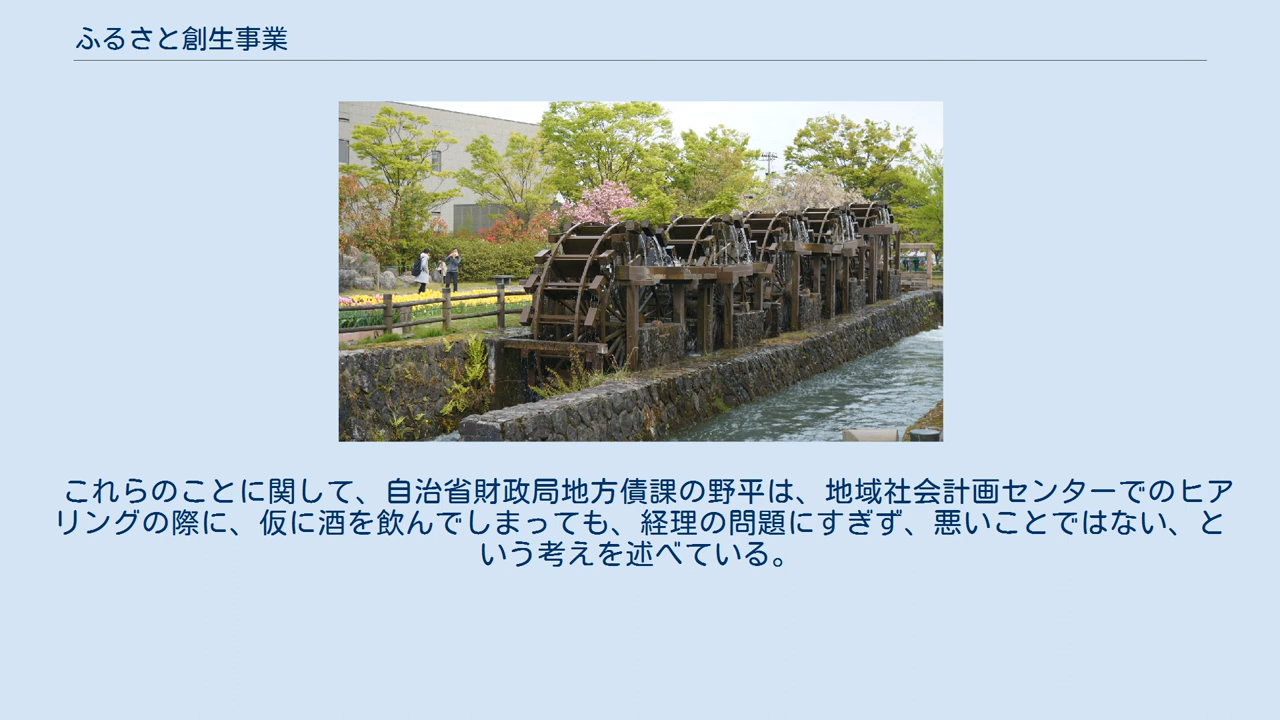 ふるさと創生事業
これらのことに関して、自治省財政局地方債課の野平は、地域社会計画センターでのヒア
リングの際に、仮に酒を飲んでしまっても、経理の問題にすぎず、悪いことではない、と
いう考えを述べている。